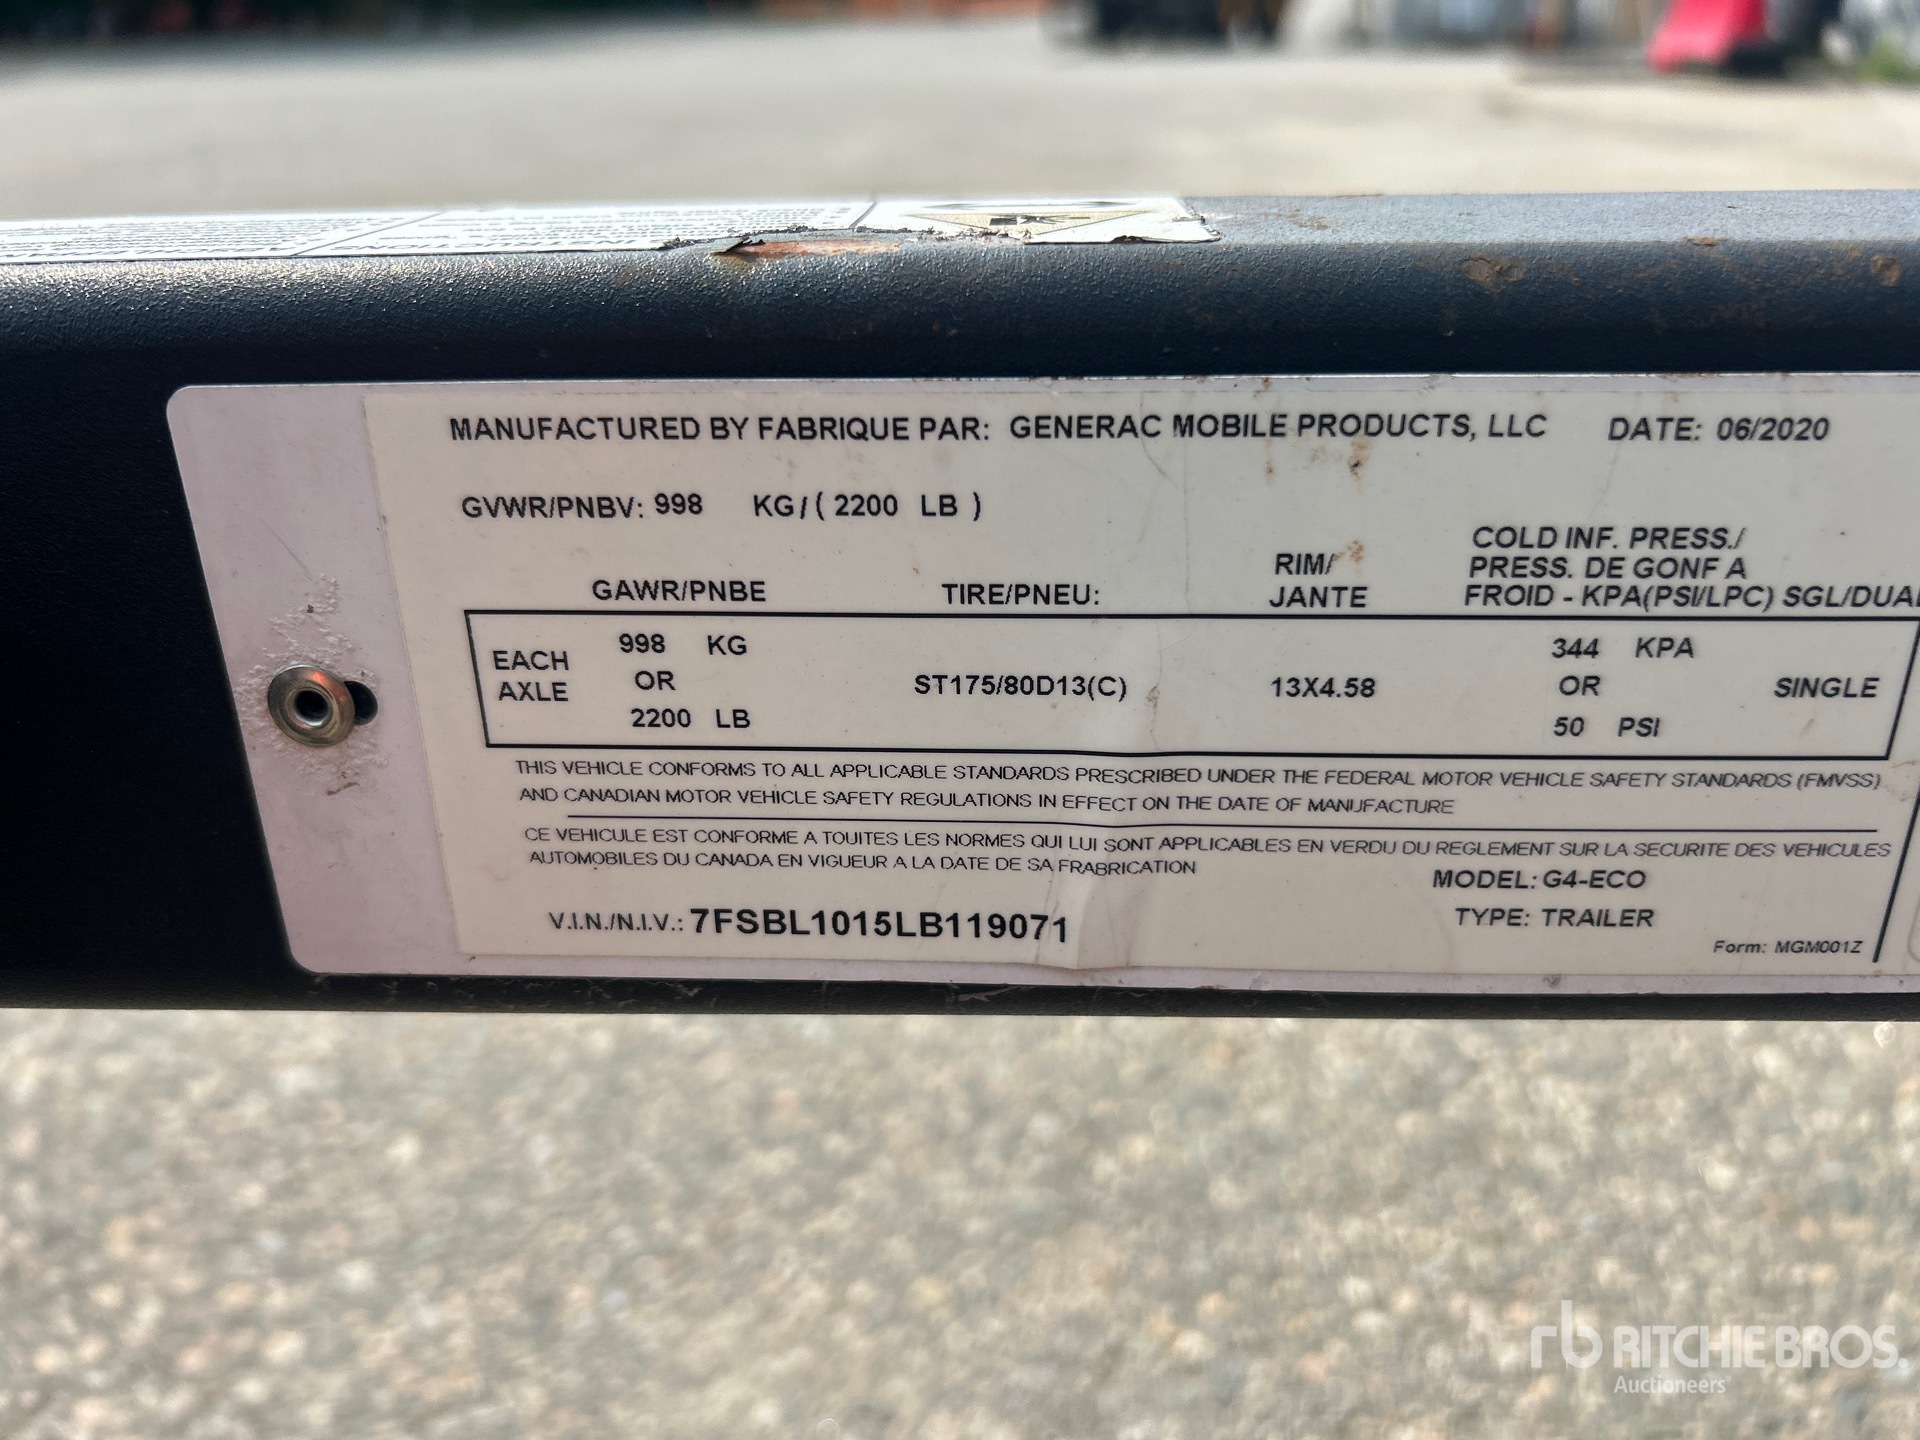 MANUFACTURED BY FABRIQUE PAR: GENERAC MOBILE PRODUCTS, LLC DATE: 06/2020
GVWR/PNBV: 998 KG/( 2200 LB )
GAWR/PNBE TIRE/PNEU: RIM/ JANTE COLD INF. PRESS./ PRESS. DE GONF A FROID - KPA(PSI/LPC) SGL/DUAL
EACH AXLE 998 KG OR 2200 LB ST175/80D13(C) 13X4.58 344 KPA OR 50 PSI SINGLE
THIS VEHICLE CONFORMS TO ALL APPLICABLE STANDARDS PRESCRIBED UNDER THE FEDERAL MOTOR VEHICLE SAFETY STANDARDS (FMVSS)
AND CANADIAN MOTOR VEHICLE SAFETY REGULATIONS IN EFFECT ON THE DATE OF MANUFACTURE
CE VEHICULE EST CONFORME A TOUITES LES NORMES QUI LUI SONT APPLICABLES EN VERDU DU REGLEMENT SUR LA SECURITE DES VEHICULES
AUTOMOBILES DU CANADA EN VIGUEUR A LA DATE DE SA FRABRICATION
MODEL: G4-ECO
V.I.N./N.I.V.: 7FSBL1015LB119071 TYPE: TRAILER
Form: MGM001Z
rb RITCHIE BROS.
Auctioneers